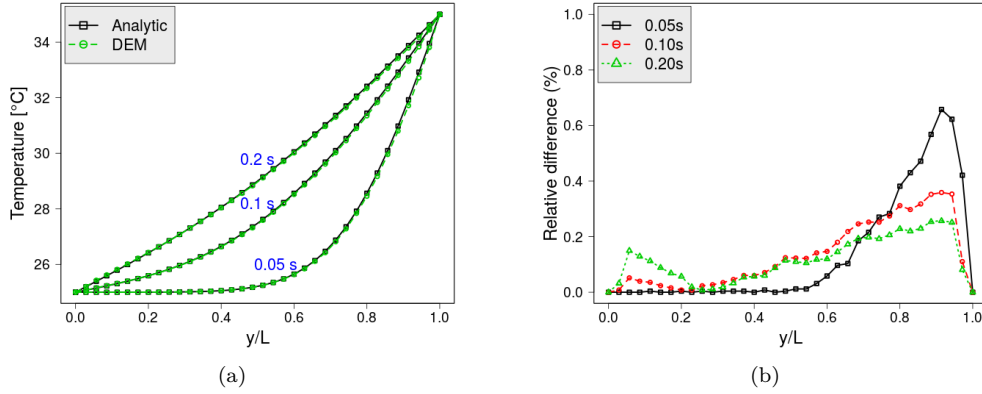 Analytic
DEM
0.2 s
0.1 s
0.05 s
Temperature [°C]
34
32
30
28
26
0.0 0.2 0.4 0.6 0.8 1.0
y/L
(a)
0.05s
0.10s
0.20s
Relative difference (%)
1.0
0.8
0.6
0.4
0.2
0.0
0.0 0.2 0.4 0.6 0.8 1.0
y/L
(b)